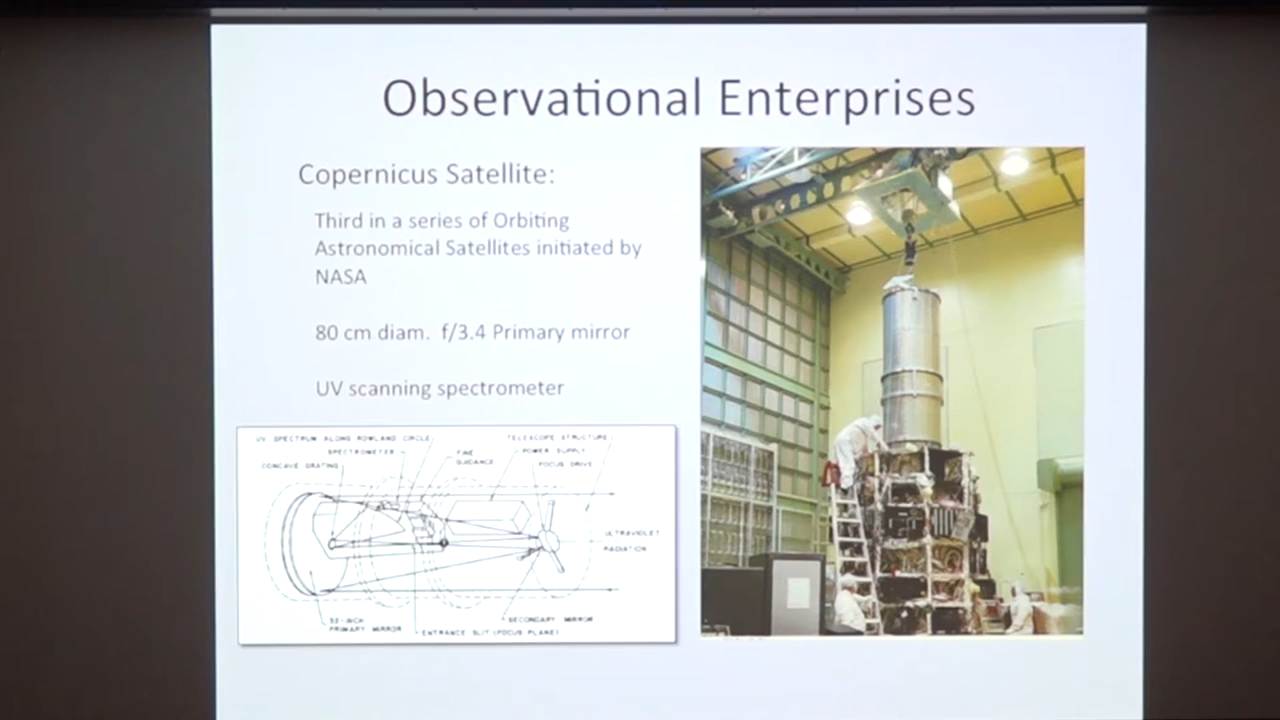 Observational Enterprises
Copernicus Satellite:
Third in a series of Orbiting
Astronomical Satellites initiated by
NASA
80 cm diam. f/3.4 Primary mirror
UV scanning spectrometer
UV SPECTRUM ALONG ROWLAND CIRCLE
TELESCOPE STRUCTURE
SPECTROMETER
FINE
GUIDANCE
POWER SUPPLY
CONCAVE GRATING
FOCUS DRIVE
ULTRAVIOLET
RADIATION
32-INCH
PRIMARY MIRROR
SECONDARY MIRROR
ENTRANCE SLIT (FOCUS PLANE)